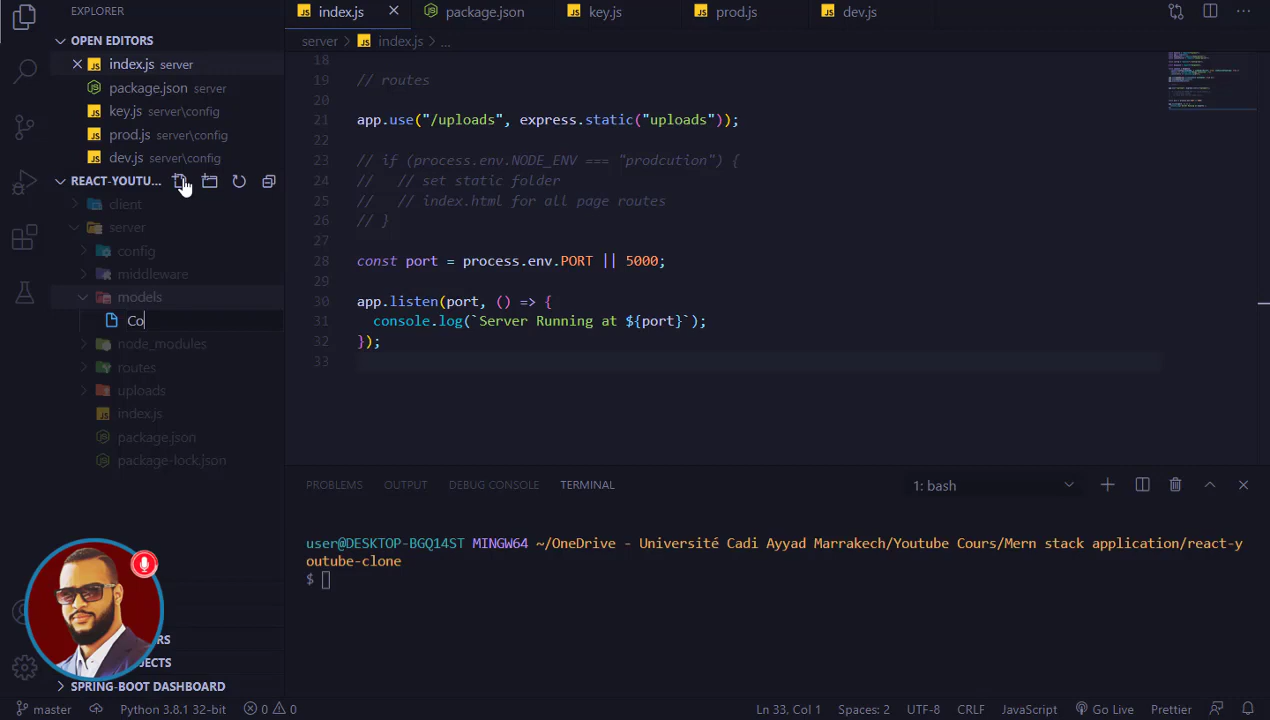 EXPLORER
OPEN EDITORS
index.js server
package.json server
key.js server\config
prod.js server\config
dev.js server\config
REACT-YOUTU...
client
server
config
middleware
models
Co
node_modules
routes
uploads
index.js
package.json
package-lock.json
RS
JECTS
SPRING-BOOT DASHBOARD
index.js package.json key.js prod.js dev.js
server > index.js > ...
18
19 // routes
20
21 app.use("/uploads", express.static("uploads"));
22
23 // if (process.env.NODE_ENV === "prodcution") {
24 // // set static folder
25 // // index.html for all page routes
26 // }
27
28 const port = process.env.PORT || 5000;
29
30 app.listen(port, () => {
31 console.log(`Server Running at ${port}`);
32 });
33
PROBLEMS OUTPUT DEBUG CONSOLE TERMINAL 1: bash
user@DESKTOP-BGQ14ST MINGW64 ~/OneDrive - Université Cadi Ayyad Marrakech/Youtube Cours/Mern stack application/react-y
outube-clone
$
master Python 3.8.1 32-bit 0 0 Ln 33, Col 1 Spaces: 2 UTF-8 CRLF JavaScript Go Live Prettier